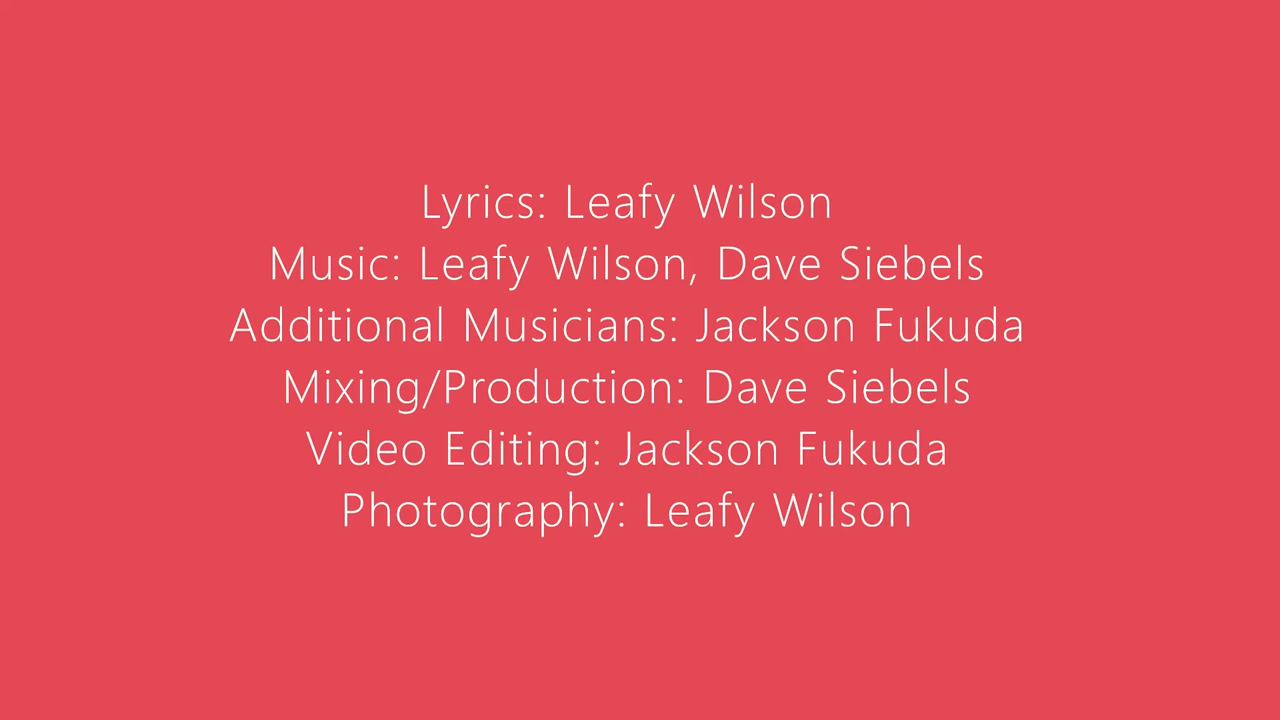 Lyrics: Leafy Wilson
Music: Leafy Wilson, Dave Siebels
Additional Musicians: Jackson Fukuda
Mixing/Production: Dave Siebels
Video Editing: Jackson Fukuda
Photography: Leafy Wilson